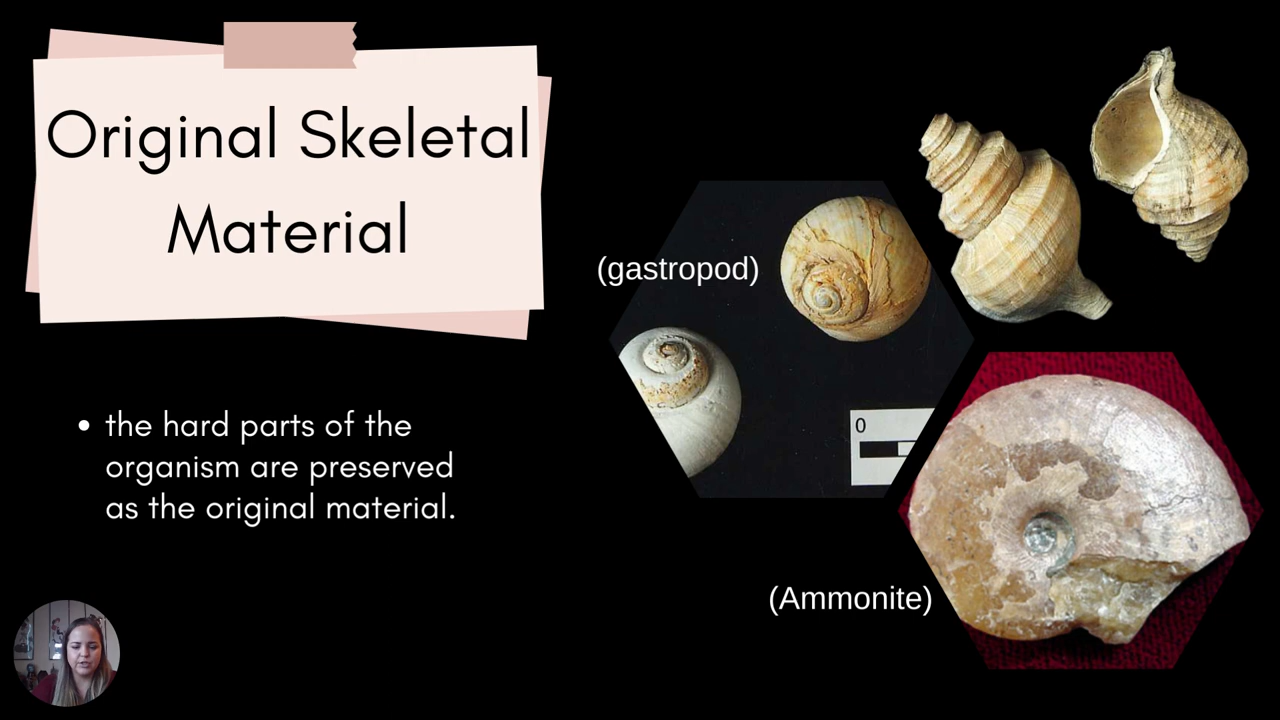 Original Skeletal
Material
the hard parts of the
organism are preserved
as the original material.
(gastropod)
0
(Ammonite)